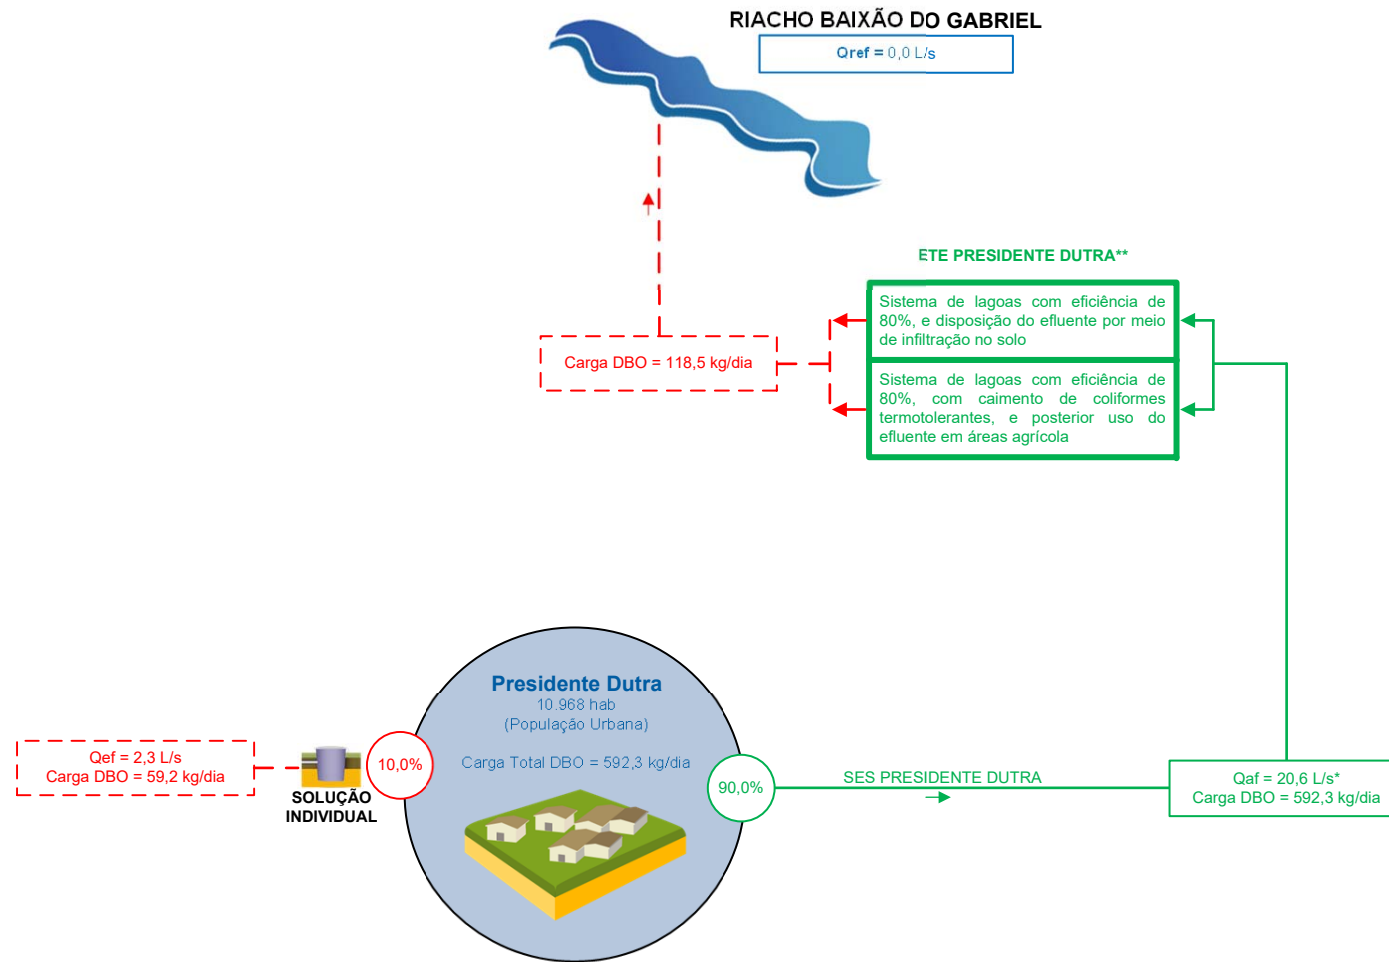 RIACHO BAIXÃO DO GABRIEL
Qref = 0,0 L/s
ETE PRESIDENTE DUTRA**
Sistema de lagoas com eficiência de
80%, e disposição do efluente por meio
de infiltração no solo
Carga DBO = 118,5 kg/dia
Sistema de lagoas com eficiência de
80%, com caimento de coliformes
termotolerantes, e posterior uso do
efluente em áreas agrícola
Presidente Dutra
10.968 hab
(População Urbana)
Carga Total DBO = 592,3 kg/dia
Qef = 2,3 L/s
Carga DBO = 59,2 kg/dia
SOLUÇÃO
INDIVIDUAL
10,0%
90,0%
SES PRESIDENTE DUTRA
Qaf = 20,6 L/s*
Carga DBO = 592,3 kg/dia